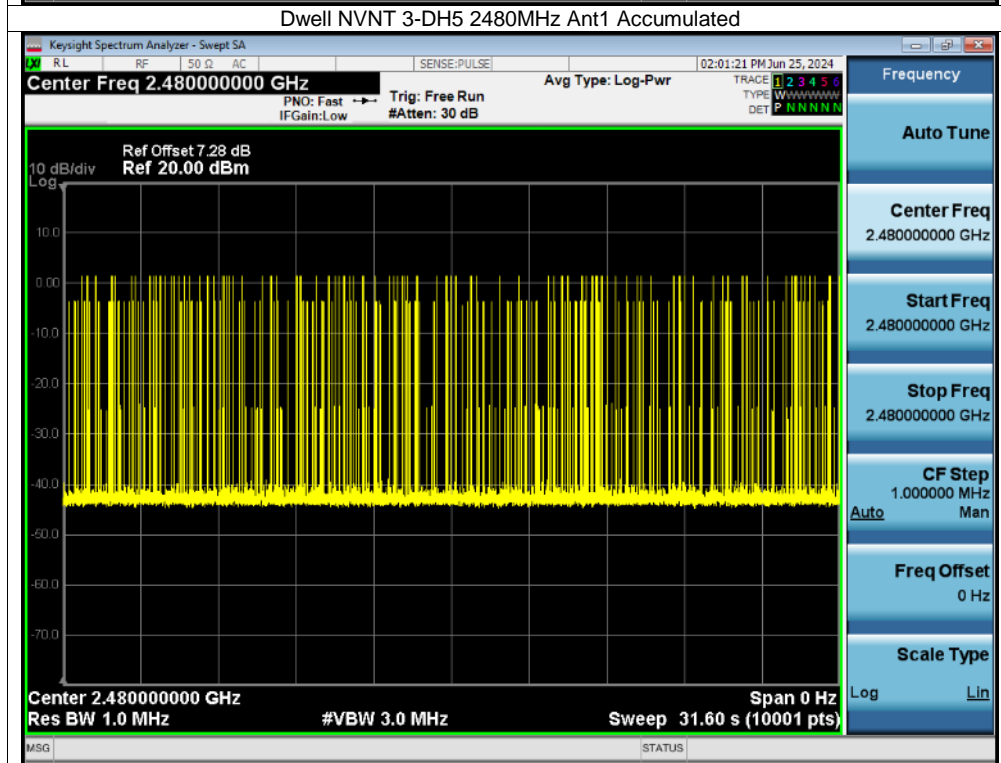 Dwell NVNT 3-DH5 2480MHz Ant1 Accumulated
Keysight Spectrum Analyzer - Swept SA
LXI RL RF 50 Ω AC SENSE:PULSE 02:01:21 PM Jun 25, 2024
Center Freq 2.480000000 GHz Avg Type: Log-Pwr TRACE 1 2 3 4 5 6
PNO: Fast Trig: Free Run TYPE WWWWWW
IFGain:Low #Atten: 30 dB DET P NNNNN
Frequency
Auto Tune
Ref Offset 7.28 dB
10 dB/div Ref 20.00 dBm
Log
10.0
0.00
-10.0
-20.0
-30.0
-40.0
-50.0
-60.0
-70.0
Center Freq
2.480000000 GHz
Start Freq
2.480000000 GHz
Stop Freq
2.480000000 GHz
CF Step
1.000000 MHz
Auto Man
Freq Offset
0 Hz
Scale Type
Log Lin
Center 2.480000000 GHz Span 0 Hz
Res BW 1.0 MHz #VBW 3.0 MHz Sweep 31.60 s (10001 pts)
MSG STATUS